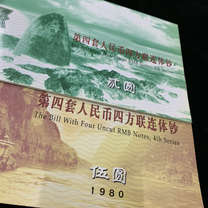 第四套人民币四方联连体钞
贰圆
第四套人民币四方联连体钞
The Bill With Four Uncut RMB Notes, 4th Series
伍圆
1980